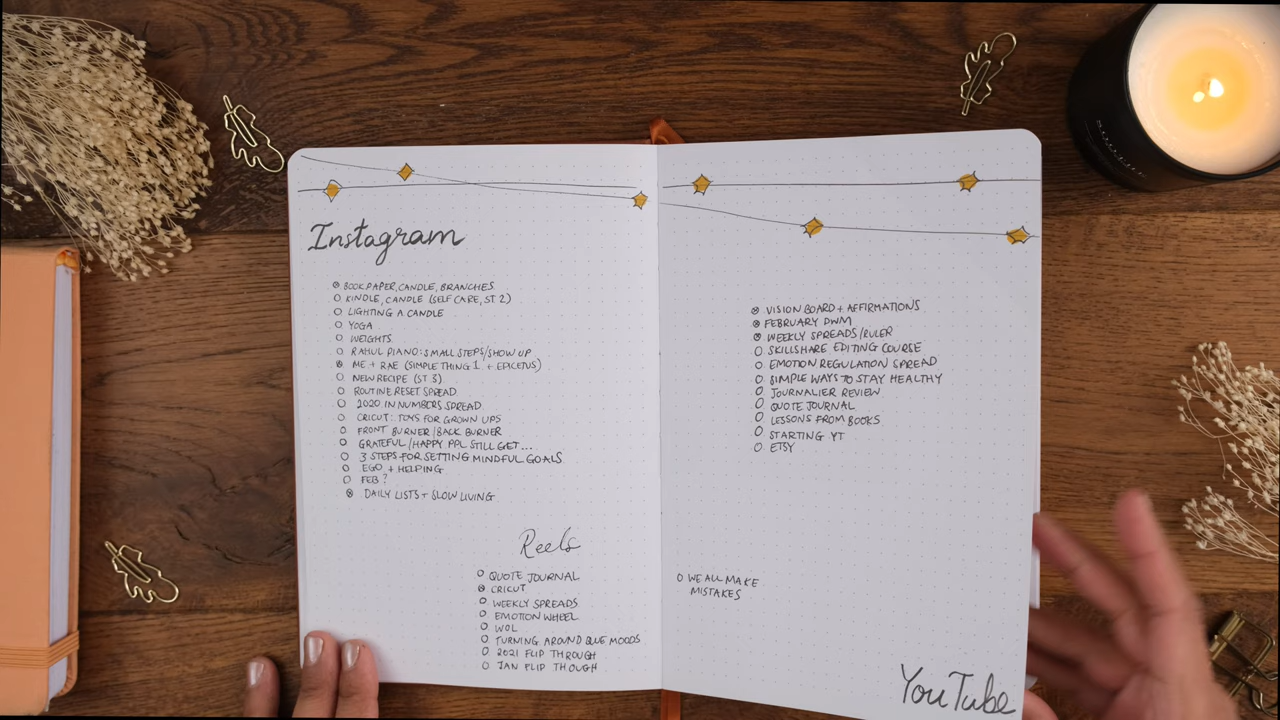 Instagram
BOOK PAPER, CANDLE, BRANCHES
KINDLE, CANDLE (SELF CARE, ST 2)
LIGHTING A CANDLE
YOGA
WEIGHTS
RAHUL PIANO: SMALL STEPS/SHOW UP
ME + RAE (SIMPLE THING 1 + EPICETUS)
NEW RECIPE (ST 3)
ROUTINE RESET SPREAD
2020 IN NUMBERS SPREAD
CRICUT: TOYS FOR GROWN UPS
FRONT BURNER/BACK BURNER
GRATEFUL/HAPPY PPL STILL GET...
3 STEPS FOR SETTING MINDFUL GOALS
EGO + HELPING
FEB?
DAILY LISTS + SLOW LIVING
Reels
QUOTE JOURNAL
CRICUT
WEEKLY SPREADS
EMOTION WHEEL
WOL
TURNING AROUND BLUE MOODS
2021 FLIP THROUGH
JAN FLIP THOUGH
VISION BOARD + AFFIRMATIONS
FEBRUARY DWM
WEEKLY SPREADS/RULER
SKILLSHARE EDITING COURSE
EMOTION REGULATION SPREAD
SIMPLE WAYS TO STAY HEALTHY
JOURNALIER REVIEW
QUOTE JOURNAL
LESSONS FROM BOOKS
STARTING YT
ETSY
WE ALL MAKE
MISTAKES
YouTube